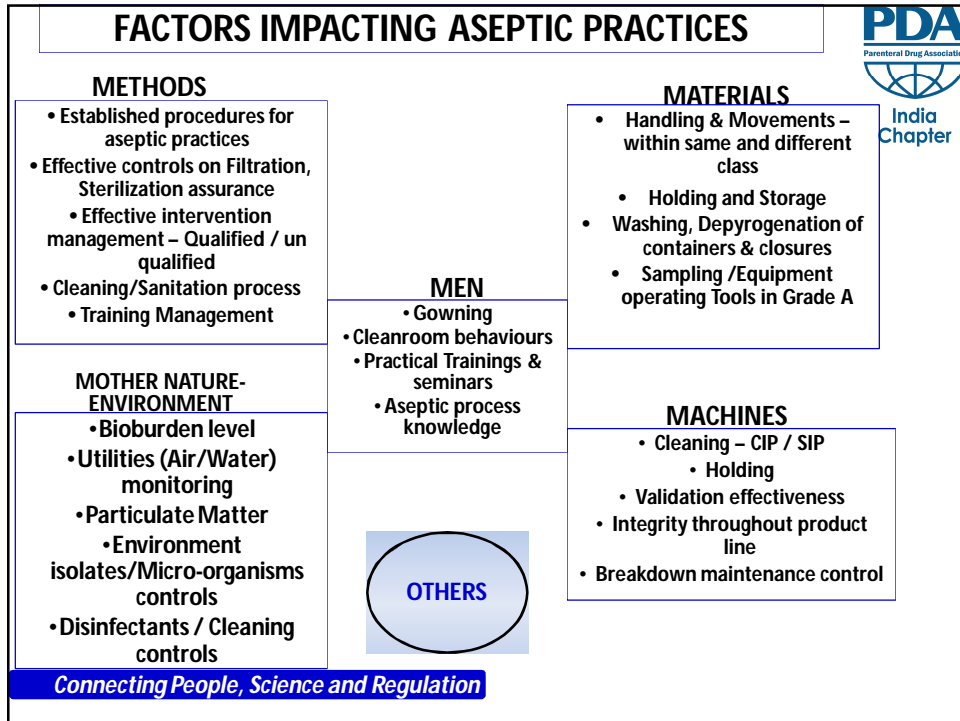 FACTORS IMPACTING ASEPTIC PRACTICES
PDA
Parenteral Drug Associatio
India
Chapter
METHODS
• Established procedures for
aseptic practices
• Effective controls on Filtration,
Sterilization assurance
• Effective intervention
management – Qualified / un
qualified
• Cleaning/Sanitation process
• Training Management
MATERIALS
• Handling & Movements –
within same and different
class
• Holding and Storage
• Washing, Depyrogenation of
containers & closures
• Sampling /Equipment
operating Tools in Grade A
MEN
• Gowning
• Cleanroom behaviours
• Practical Trainings &
seminars
• Aseptic process
knowledge
MOTHER NATURE-
ENVIRONMENT
• Bioburden level
• Utilities (Air/Water)
monitoring
• Particulate Matter
• Environment
isolates/Micro-organisms
controls
• Disinfectants / Cleaning
controls
MACHINES
• Cleaning – CIP / SIP
• Holding
• Validation effectiveness
• Integrity throughout product
line
• Breakdown maintenance control
OTHERS
Connecting People, Science and Regulation